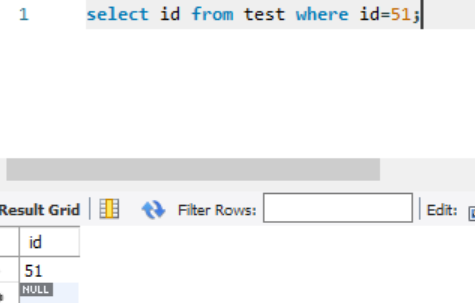 1 select id from test where id=51;
Result Grid Filter Rows: Edit:
id
51
NULL